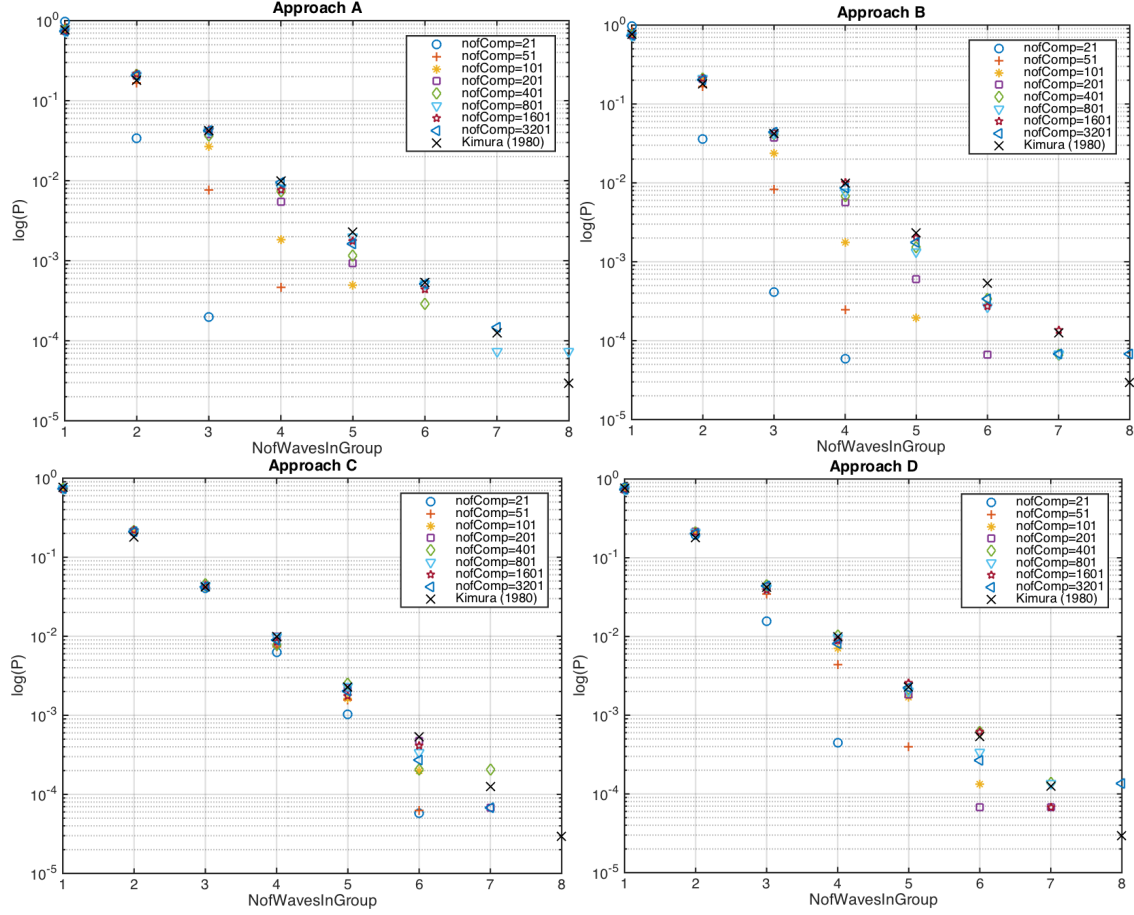 Approach A
10^0
10^-1
10^-2
10^-3
10^-4
10^-5
log(P)
1 2 3 4 5 6 7 8
NofWavesInGroup
nofComp=21
nofComp=51
nofComp=101
nofComp=201
nofComp=401
nofComp=801
nofComp=1601
nofComp=3201
Kimura (1980)
Approach B
10^0
10^-1
10^-2
10^-3
10^-4
10^-5
log(P)
1 2 3 4 5 6 7 8
NofWavesInGroup
nofComp=21
nofComp=51
nofComp=101
nofComp=201
nofComp=401
nofComp=801
nofComp=1601
nofComp=3201
Kimura (1980)
Approach C
10^0
10^-1
10^-2
10^-3
10^-4
10^-5
log(P)
1 2 3 4 5 6 7 8
NofWavesInGroup
nofComp=21
nofComp=51
nofComp=101
nofComp=201
nofComp=401
nofComp=801
nofComp=1601
nofComp=3201
Kimura (1980)
Approach D
10^0
10^-1
10^-2
10^-3
10^-4
10^-5
log(P)
1 2 3 4 5 6 7 8
NofWavesInGroup
nofComp=21
nofComp=51
nofComp=101
nofComp=201
nofComp=401
nofComp=801
nofComp=1601
nofComp=3201
Kimura (1980)